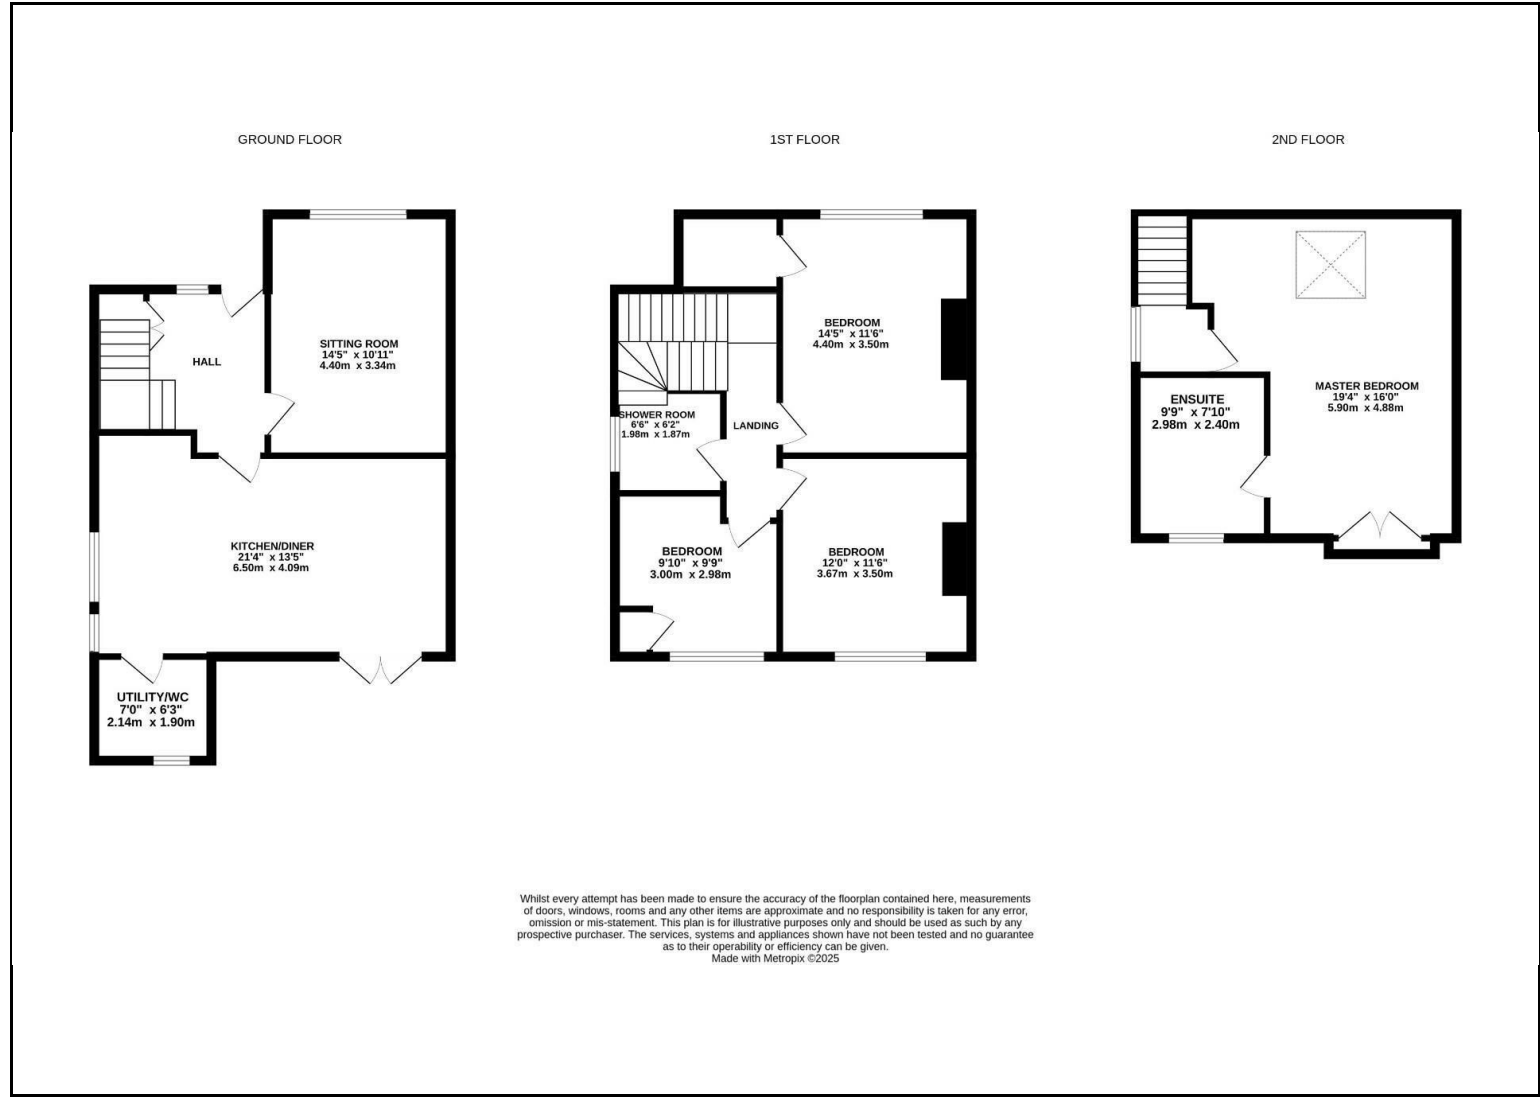 GROUND FLOOR
1ST FLOOR
2ND FLOOR
SITTING ROOM
14'5" x 10'11"
4.40m x 3.34m
HALL
KITCHEN/DINER
21'4" x 13'5"
6.50m x 4.09m
UTILITY/WC
7'0" x 6'3"
2.14m x 1.90m
BEDROOM
14'5" x 11'6"
4.40m x 3.50m
SHOWER ROOM
6'6" x 6'2"
1.98m x 1.87m
LANDING
BEDROOM
9'10" x 9'9"
3.00m x 2.98m
BEDROOM
12'0" x 11'6"
3.67m x 3.50m
MASTER BEDROOM
19'4" x 16'0"
5.90m x 4.88m
ENSUITE
9'9" x 7'10"
2.98m x 2.40m
Whilst every attempt has been made to ensure the accuracy of the floorplan contained here, measurements
of doors, windows, rooms and any other items are approximate and no responsibility is taken for any error,
omission or mis-statement. This plan is for illustrative purposes only and should be used as such by any
prospective purchaser. The services, systems and appliances shown have not been tested and no guarantee
as to their operability or efficiency can be given.
Made with Metropix ©2025